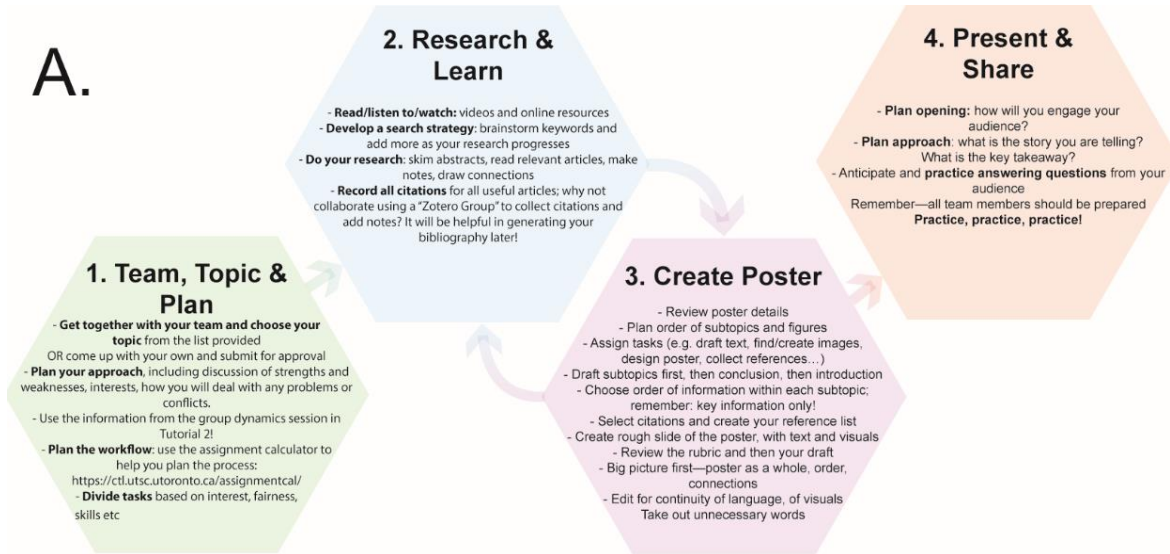 A.
1. Team, Topic &
Plan
- Get together with your team and choose your
topic from the list provided
OR come up with your own and submit for approval
- Plan your approach, including discussion of strengths and
weaknesses, interests, how you will deal with any problems or
conflicts.
- Use the information from the group dynamics session in
Tutorial 2!
- Plan the workflow: use the assignment calculator to
help you plan the process:
https://ctl.utsc.utoronto.ca/assignmentcal/
- Divide tasks based on interest, fairness,
skills etc
2. Research &
Learn
- Read/listen to/watch: videos and online resources
- Develop a search strategy: brainstorm keywords and
add more as your research progresses
- Do your research: skim abstracts, read relevant articles, make
notes, draw connections
- Record all citations for all useful articles; why not
collaborate using a "Zotero Group" to collect citations and
add notes? It will be helpful in generating your
bibliography later!
3. Create Poster
- Review poster details
- Plan order of subtopics and figures
- Assign tasks (e.g. draft text, find/create images,
design poster, collect references…)
- Draft subtopics first, then conclusion, then introduction
- Choose order of information within each subtopic;
remember: key information only!
- Select citations and create your reference list
- Create rough slide of the poster, with text and visuals
- Review the rubric and then your draft
- Big picture first—poster as a whole, order,
connections
- Edit for continuity of language, of visuals
Take out unnecessary words
4. Present &
Share
- Plan opening: how will you engage your
audience?
- Plan approach: what is the story you are telling?
What is the key takeaway?
- Anticipate and practice answering questions from your
audience
Remember—all team members should be prepared
Practice, practice, practice!